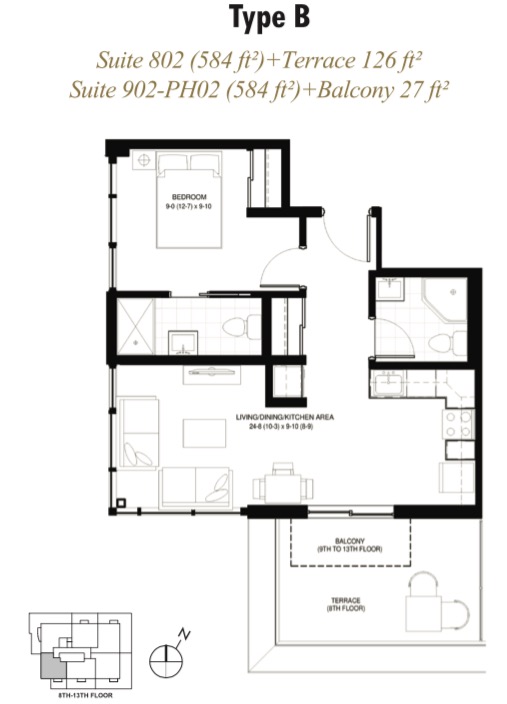 Type B
Suite 802 (584 ft²)+Terrace 126 ft²
Suite 902-PH02 (584 ft²)+Balcony 27 ft²
BEDROOM
9-0 (12-7) x 9-10
LIVING/DINING/KITCHEN AREA
24-8 (10-3) x 9-10 (8-9)
BALCONY
(9TH TO 13TH FLOOR)
TERRACE
(8TH FLOOR)
N
8TH-13TH FLOOR